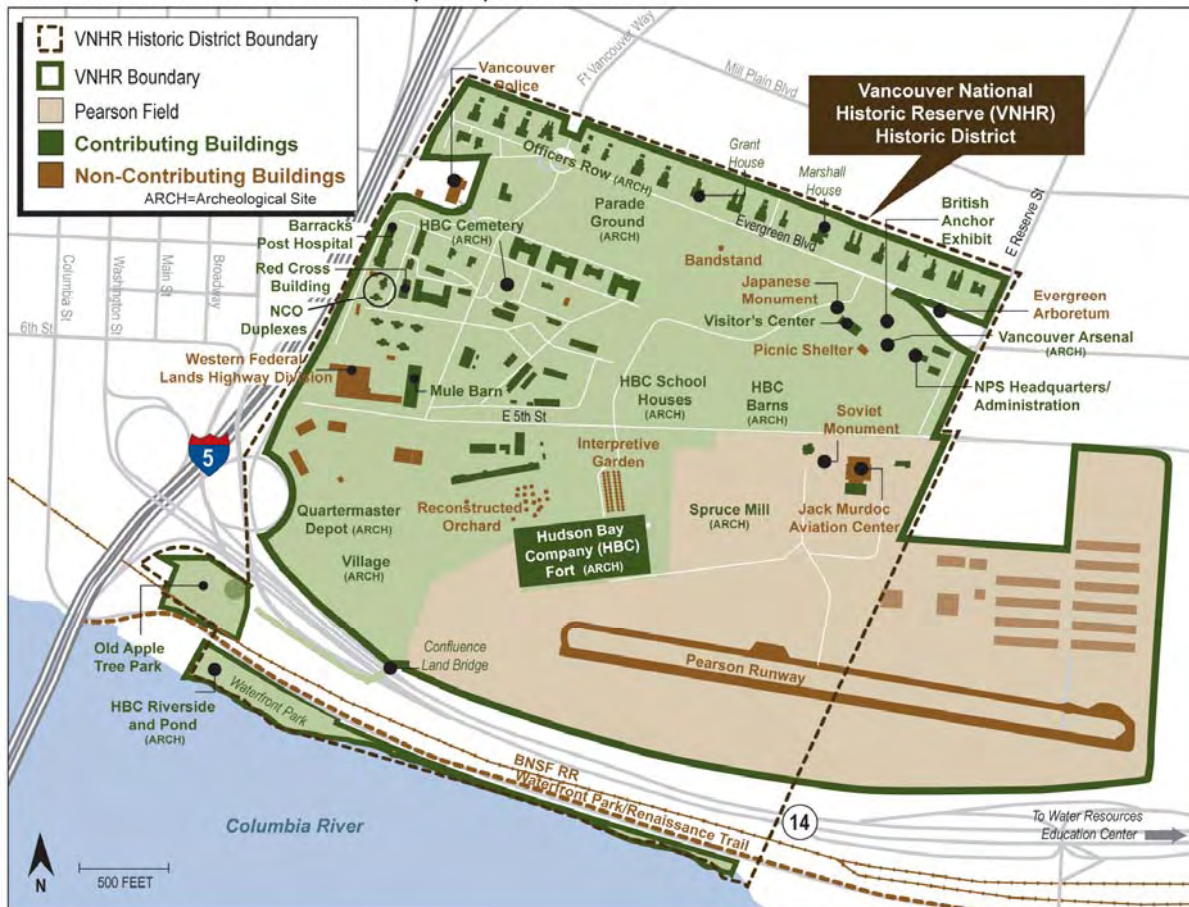 VNHR Historic District Boundary
VNHR Boundary
Pearson Field
Contributing Buildings
Non-Contributing Buildings
ARCH=Archeological Site
Vancouver
Police
Ft Vancouver Way
Mill Plain Blvd
Vancouver National
Historic Reserve (VNHR)
Historic District
Officers Row (ARCH)
Grant
House
Marshall
House
British
Anchor
Exhibit
E Reserve St
Parade
Ground
(ARCH)
Evergreen Blvd
Barracks
Post Hospital
HBC Cemetery
(ARCH)
Red Cross
Building
NCO
Duplexes
Bandstand
Japanese
Monument
Visitor's Center
Picnic Shelter
Evergreen
Arboretum
Vancouver Arsenal
(ARCH)
NPS Headquarters/
Administration
Columbia St
Washington St
Main St
Broadway
6th St
Western Federal
Lands Highway Division
Mule Barn
E 5th St
HBC School
Houses
(ARCH)
HBC
Barns
(ARCH)
Soviet
Monument
5
Interpretive
Garden
Quartermaster
Depot (ARCH)
Reconstructed
Orchard
Spruce Mill
(ARCH)
Jack Murdoc
Aviation Center
Hudson Bay
Company (HBC)
Fort (ARCH)
Village
(ARCH)
Old Apple
Tree Park
Confluence
Land Bridge
Pearson Runway
HBC Riverside
and Pond
(ARCH)
Waterfront Park
BNSF RR
Waterfront Park/Renaissance Trail
14
To Water Resources
Education Center
Columbia River
N
500 FEET